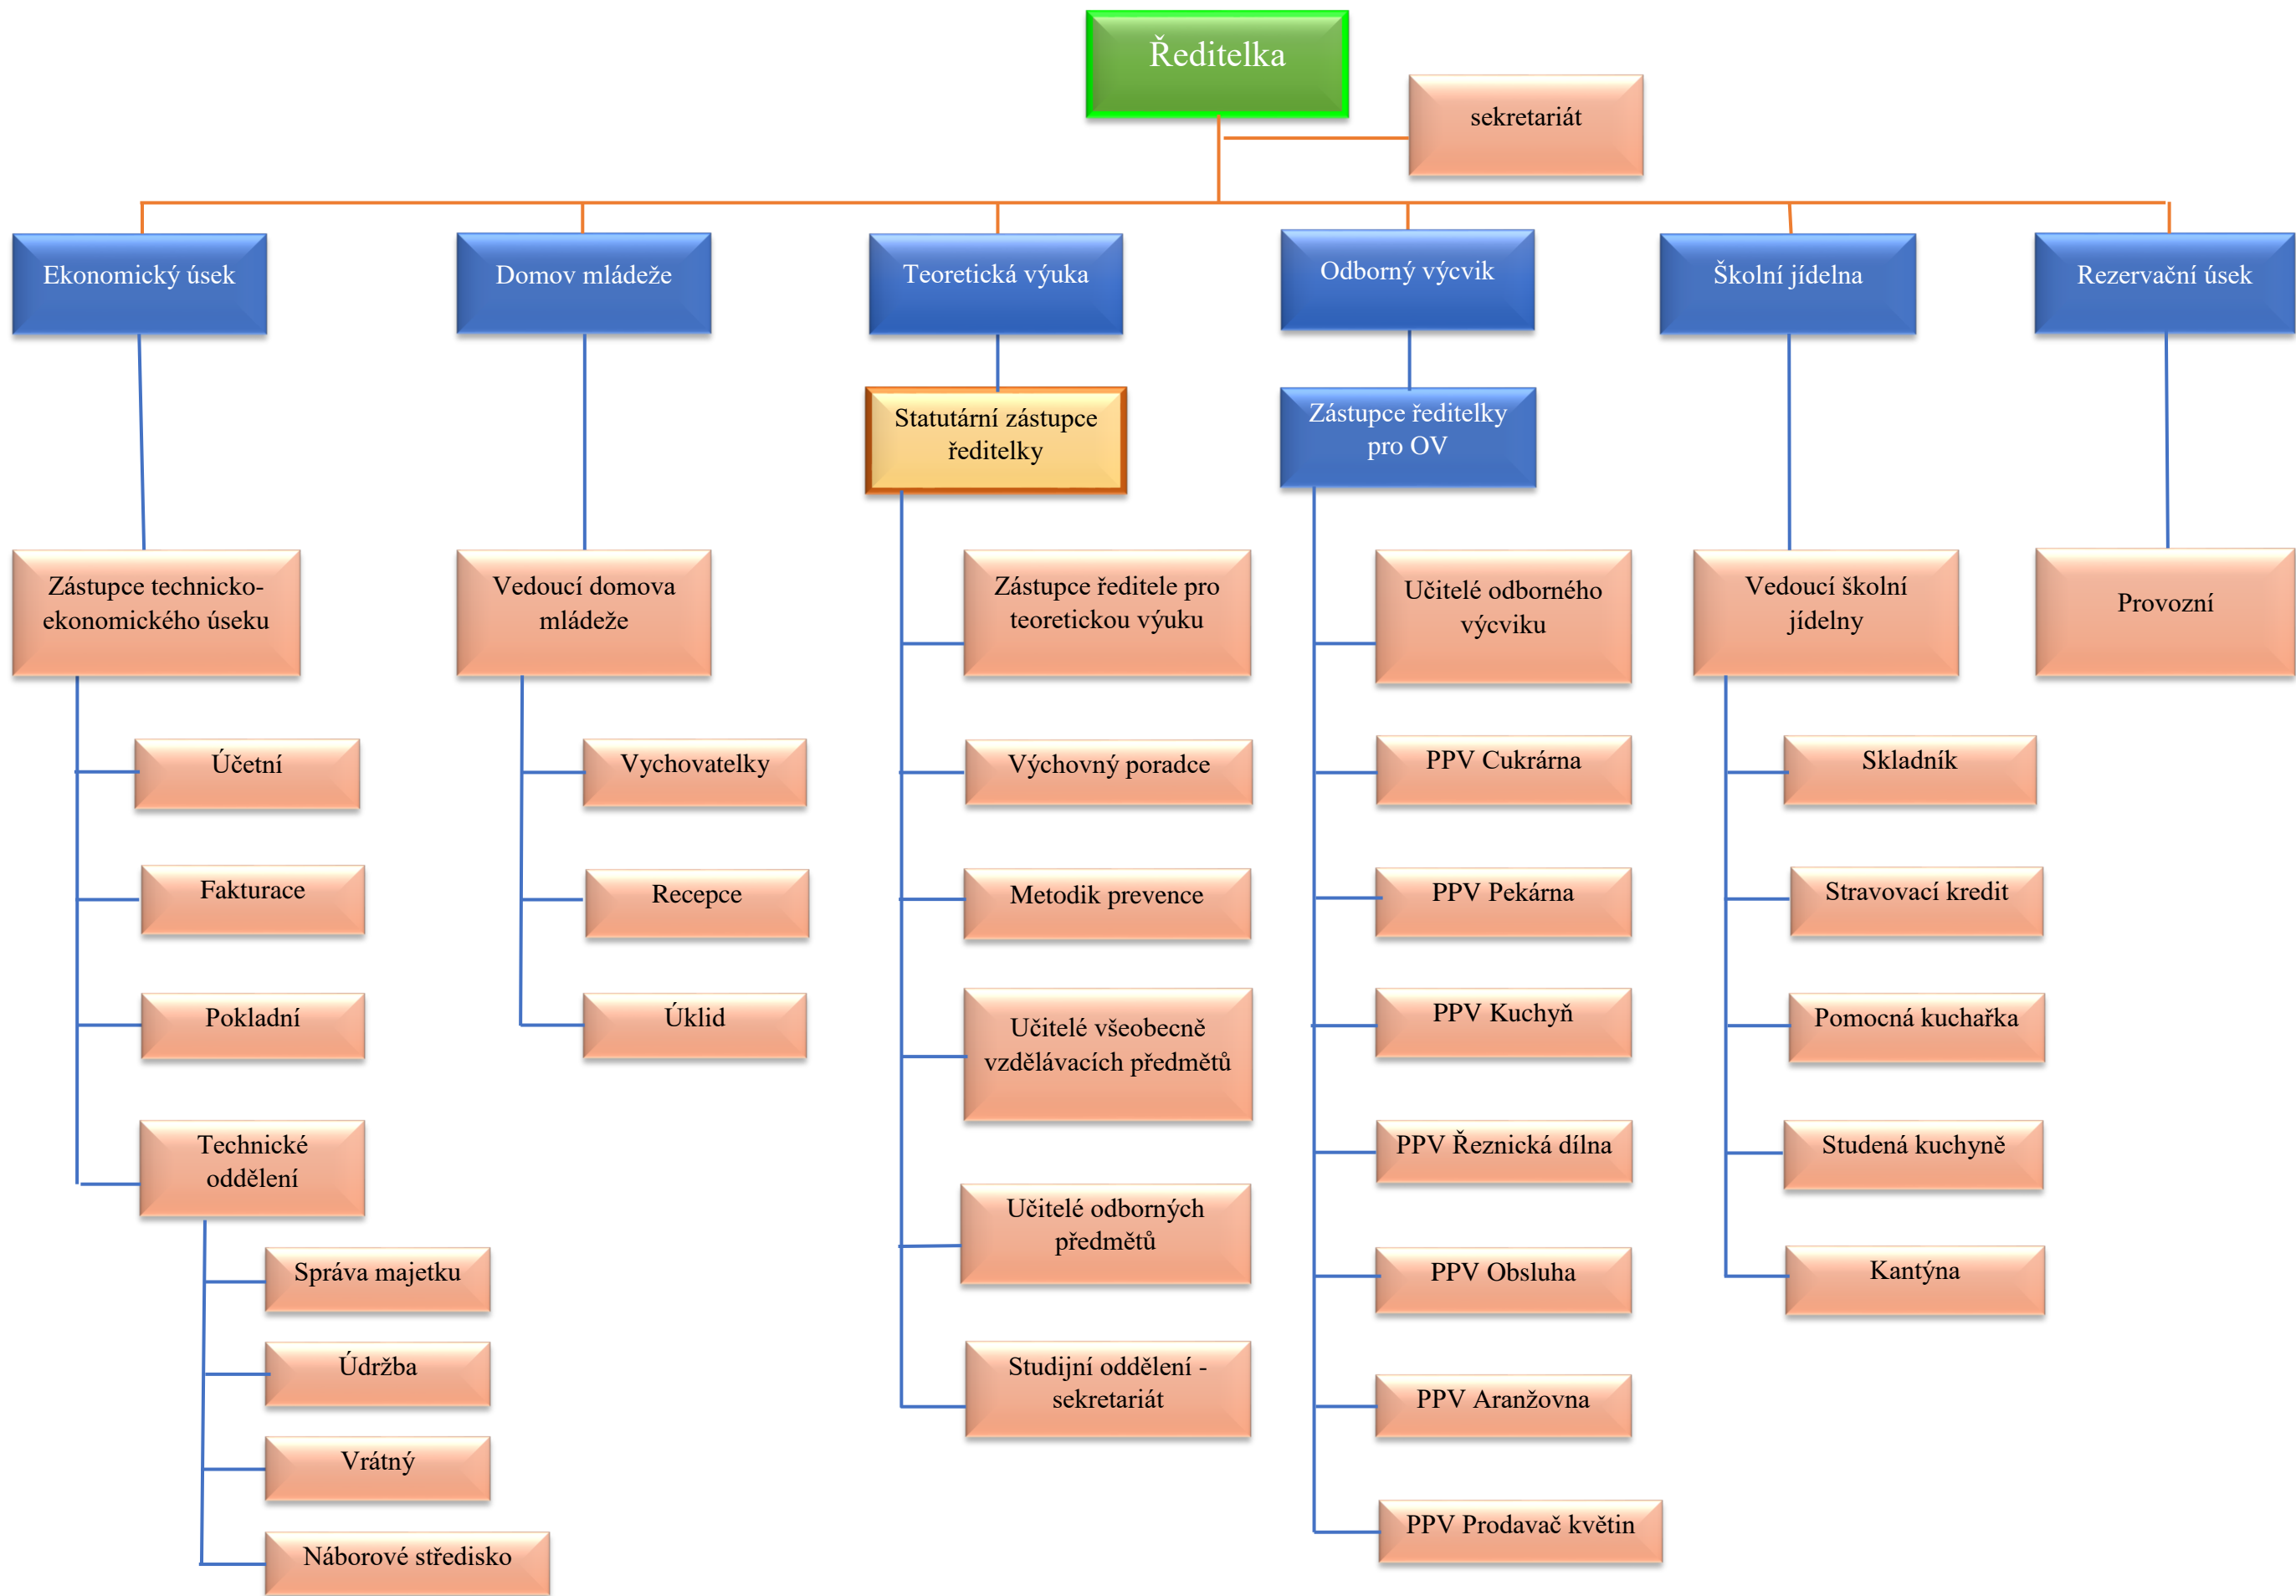 Ředitelka
sekretariát
Ekonomický úsek
Domov mládeže
Teoretická výuka
Odborný výcvik
Školní jídelna
Rezervační úsek
Statutární zástupce
ředitelky
Zástupce ředitelky
pro OV
Zástupce technicko-
ekonomického úseku
Vedoucí domova
mládeže
Zástupce ředitele pro
teoretickou výuku
Učitelé odborného
výcviku
Vedoucí školní
jídelny
Provozní
Účetní
Vychovatelky
Výchovný poradce
PPV Cukrárna
Skladník
Fakturace
Recepce
Metodik prevence
PPV Pekárna
Stravovací kredit
Pokladní
Úklid
Učitelé všeobecně
vzdělávacích předmětů
PPV Kuchyň
Pomocná kuchařka
Technické
oddělení
Učitelé odborných
předmětů
PPV Řeznická dílna
Studená kuchyně
Správa majetku
PPV Obsluha
Kantýna
Údržba
Studijní oddělení -
sekretariát
PPV Aranžovna
Vrátný
PPV Prodavač květin
Náborové středisko